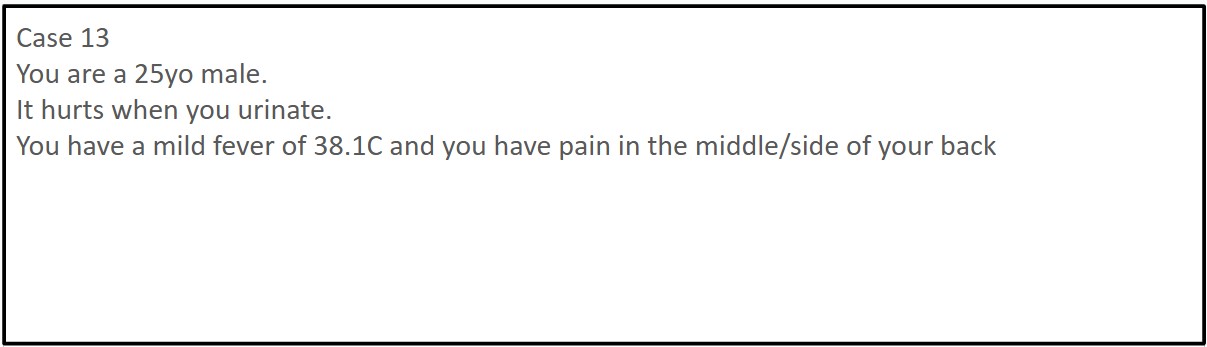 Case 13
You are a 25yo male.
It hurts when you urinate.
You have a mild fever of 38.1C and you have pain in the middle/side of your back